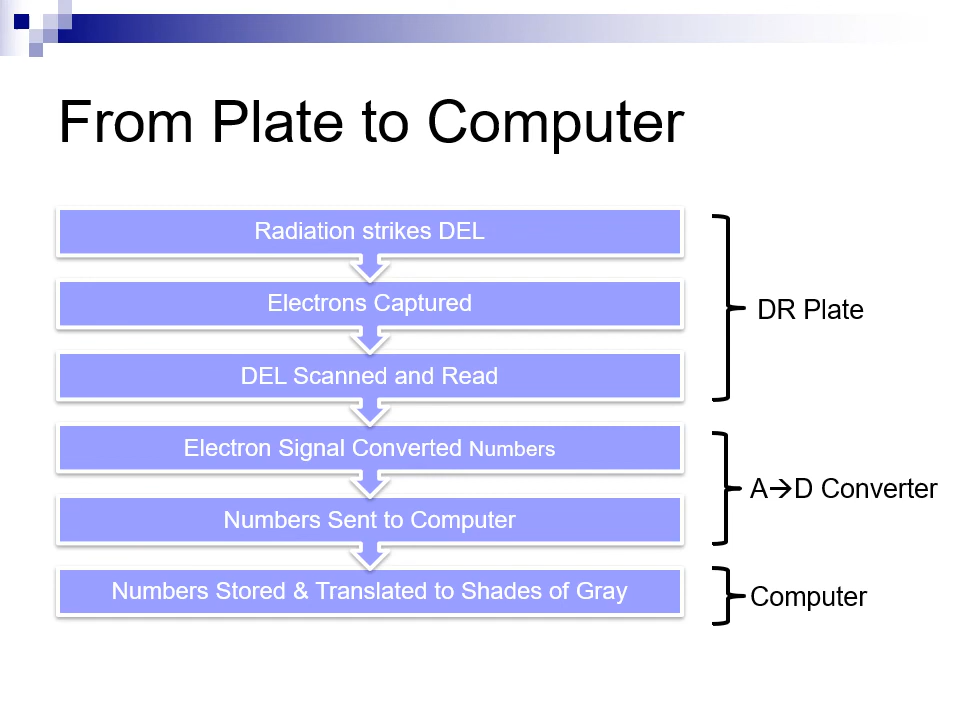 From Plate to Computer
Radiation strikes DEL
Electrons Captured
DEL Scanned and Read
Electron Signal Converted Numbers
Numbers Sent to Computer
Numbers Stored & Translated to Shades of Gray
DR Plate
A→D Converter
Computer